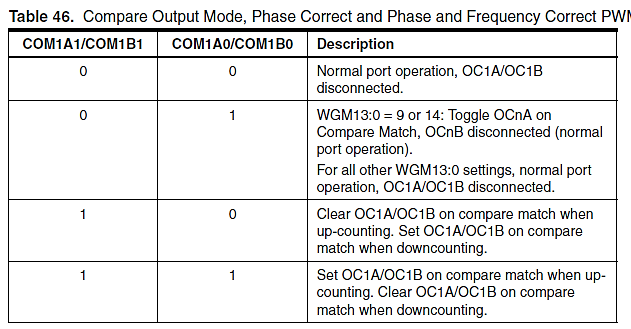 Table 46. Compare Output Mode, Phase Correct and Phase and Frequency Correct PWM
COM1A1/COM1B1 COM1A0/COM1B0 Description
0 0 Normal port operation, OC1A/OC1B
disconnected.
0 1 WGM13:0 = 9 or 14: Toggle OCnA on
Compare Match, OCnB disconnected (normal
port operation).
For all other WGM13:0 settings, normal port
operation, OC1A/OC1B disconnected.
1 0 Clear OC1A/OC1B on compare match when
up-counting. Set OC1A/OC1B on compare
match when downcounting.
1 1 Set OC1A/OC1B on compare match when up-
counting. Clear OC1A/OC1B on compare
match when downcounting.